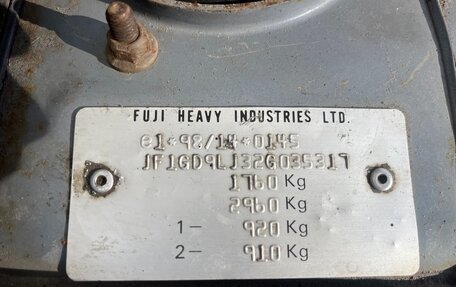 FUJI HEAVY INDUSTRIES LTD.
e1*98/14*0145
JF1GD9LJ32G035317
1760 Kg
2960 Kg
1- 920 Kg
2- 910 Kg